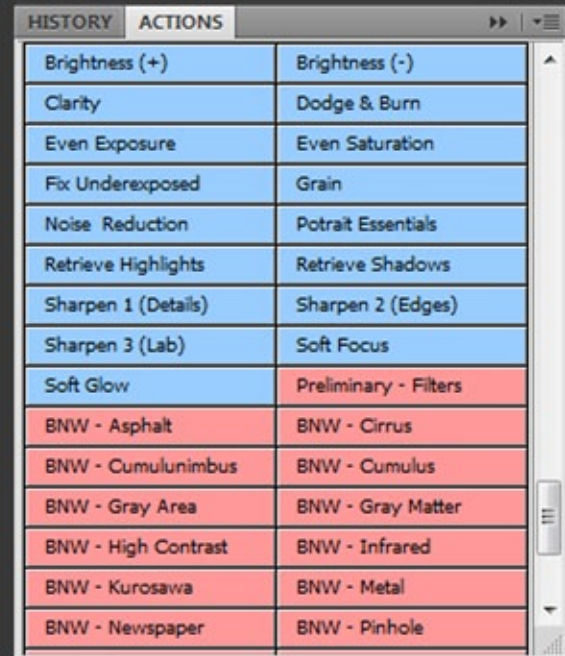 HISTORY ACTIONS
Brightness (+) Brightness (-)
Clarity Dodge & Burn
Even Exposure Even Saturation
Fix Underexposed Grain
Noise Reduction Potrait Essentials
Retrieve Highlights Retrieve Shadows
Sharpen 1 (Details) Sharpen 2 (Edges)
Sharpen 3 (Lab) Soft Focus
Soft Glow Preliminary - Filters
BNW - Asphalt BNW - Cirrus
BNW - Cumulunimbus BNW - Cumulus
BNW - Gray Area BNW - Gray Matter
BNW - High Contrast BNW - Infrared
BNW - Kurosawa BNW - Metal
BNW - Newspaper BNW - Pinhole